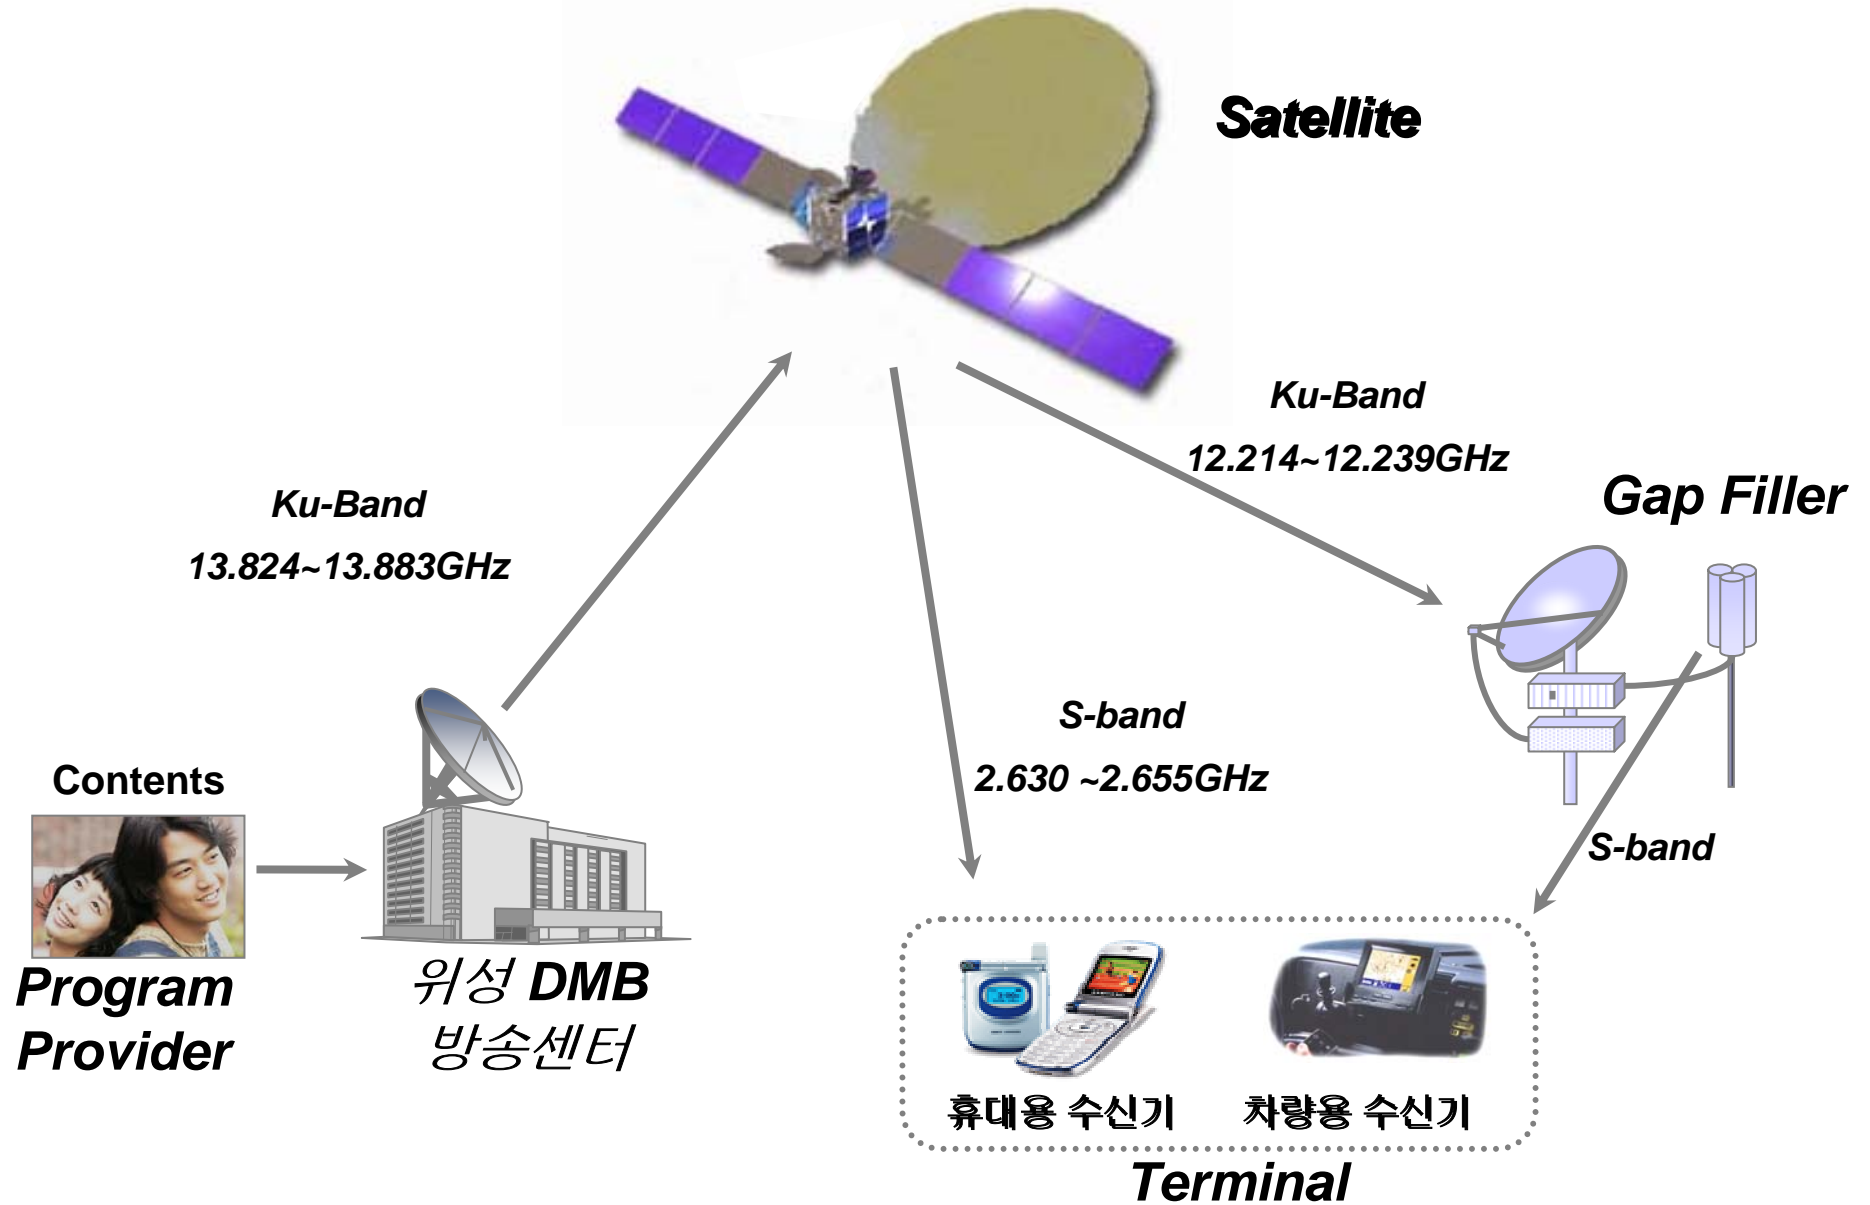 Satellite
Ku-Band
12.214~12.239GHz
Gap Filler
Ku-Band
13.824~13.883GHz
S-band
2.630 ~2.655GHz
Contents
S-band
Program
Provider
위성 DMB
방송센터
휴대용 수신기
차량용 수신기
Terminal